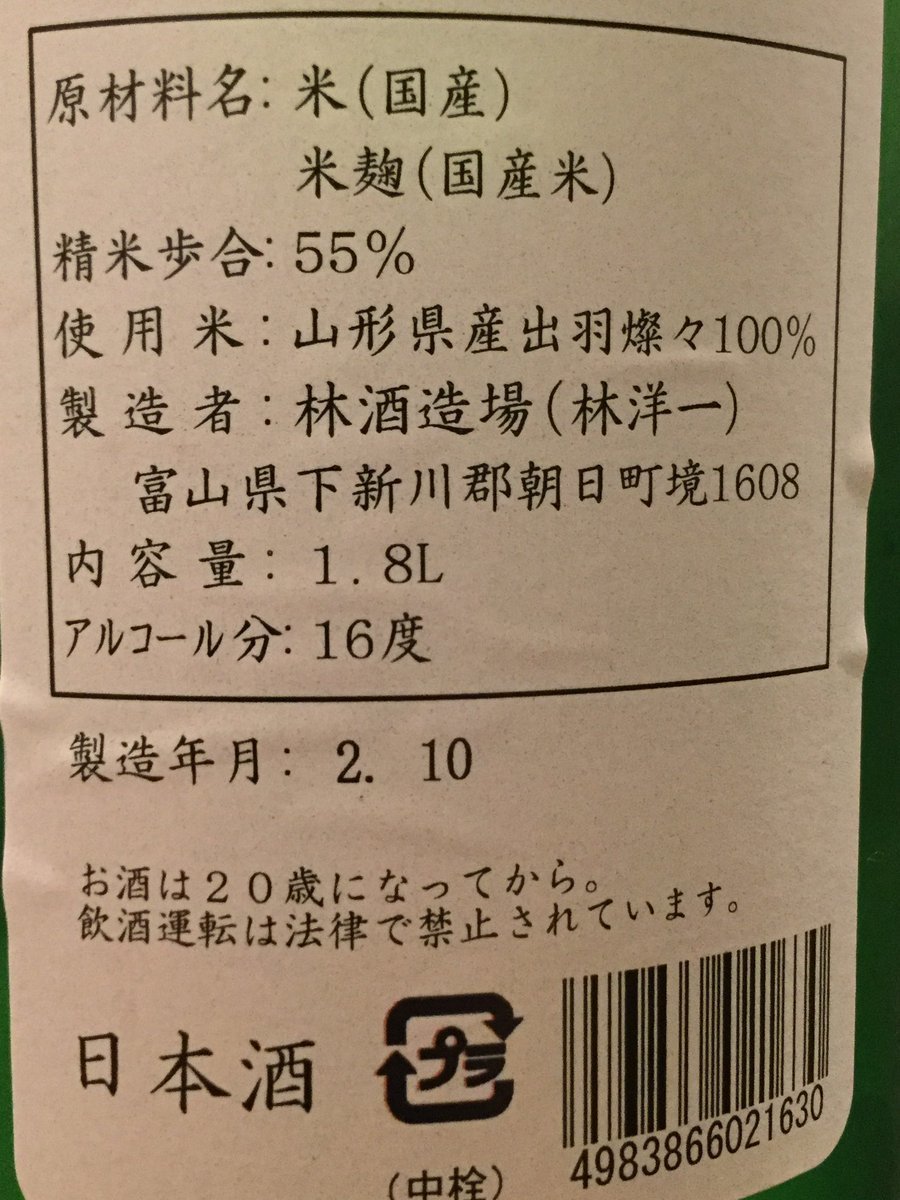 原材料名: 米(国産)
米麹(国産米)
精米歩合: 55%
使用米: 山形県産出羽燦々100%
製造者: 林酒造場(林洋一)
富山県下新川郡朝日町境1608
内容量: 1.8L
アルコール分: 16度
製造年月: 2. 10
お酒は20歳になってから。
飲酒運転は法律で禁止されています。
日本酒
プラ
(中栓)
4983866021630